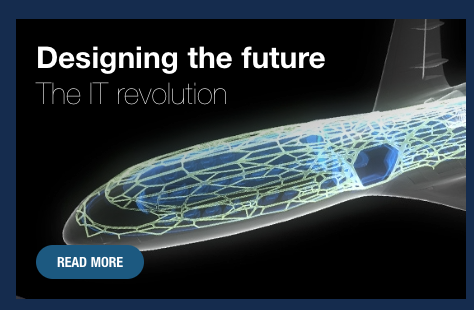 Designing the future
The IT revolution
READ MORE